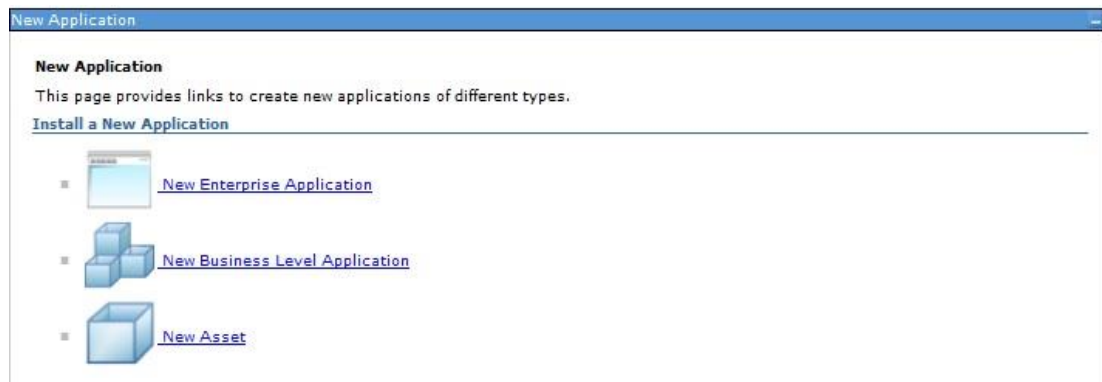 New Application
New Application
This page provides links to create new applications of different types.
Install a New Application
New Enterprise Application
New Business Level Application
New Asset